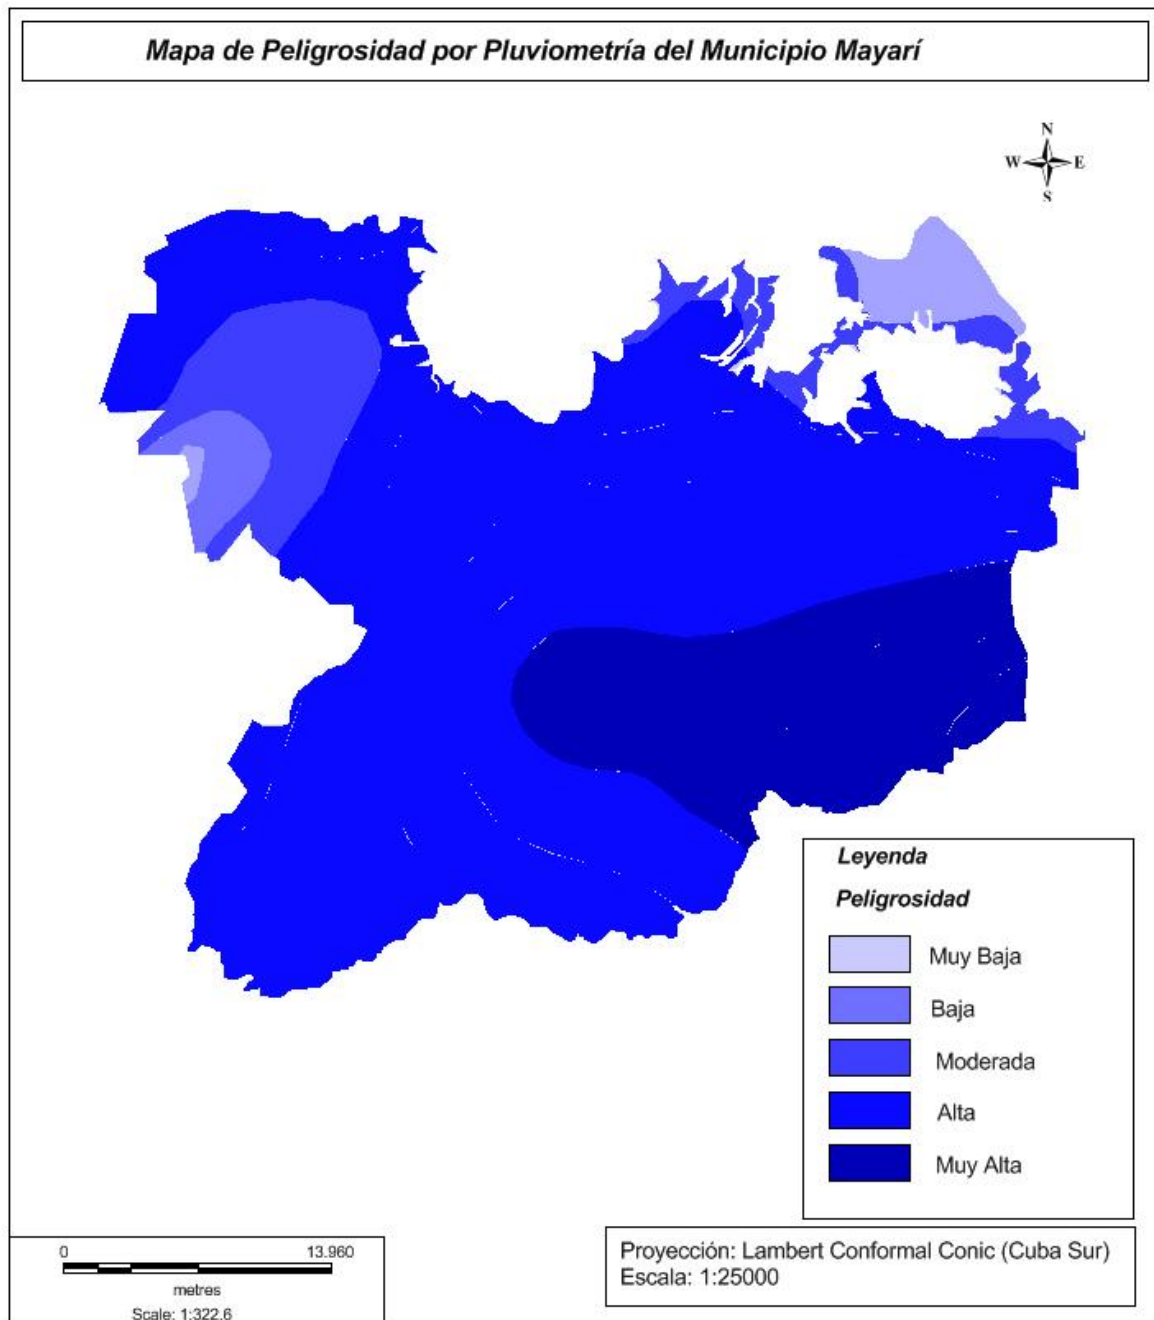 Mapa de Peligrosidad por Pluviometría del Municipio Mayarí
N
W E
S
Leyenda
Peligrosidad
Muy Baja
Baja
Moderada
Alta
Muy Alta
0 13.960
metres
Scale: 1:322.6
Proyección: Lambert Conformal Conic (Cuba Sur)
Escala: 1:25000